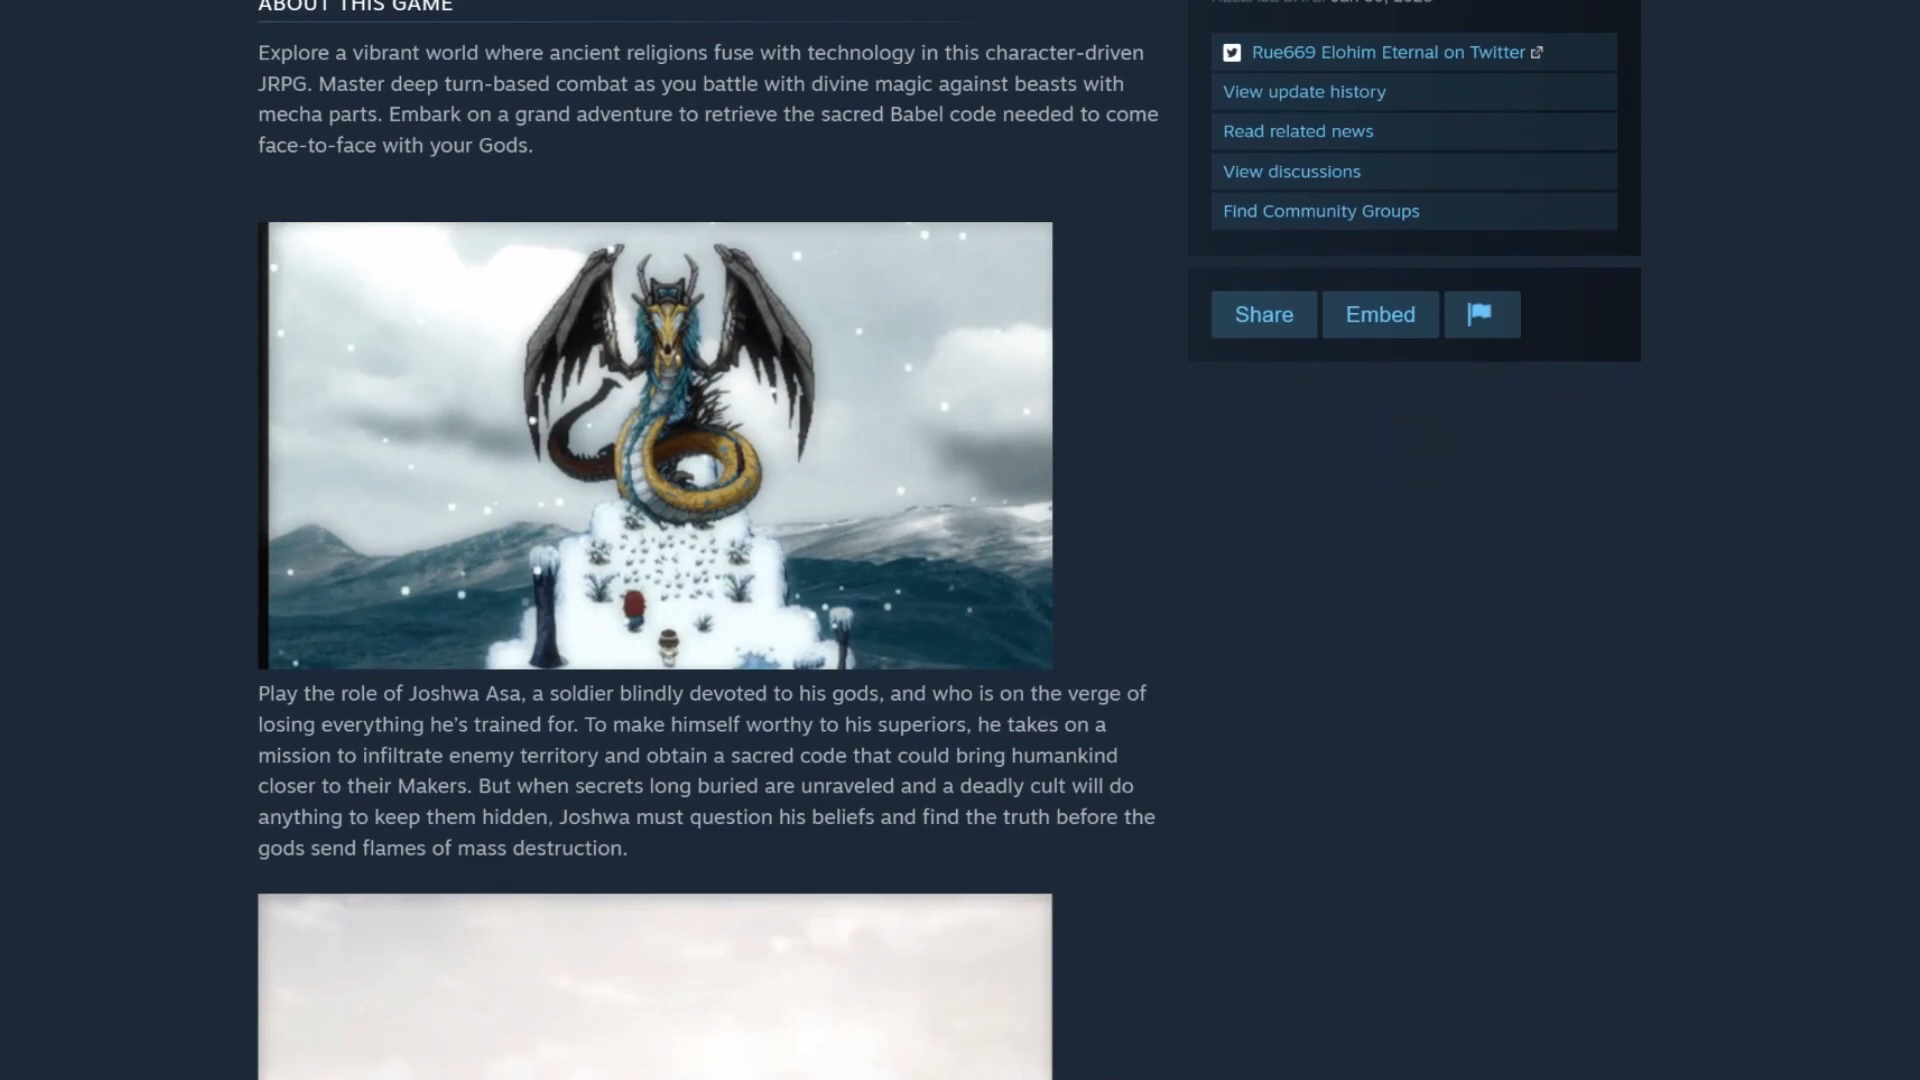 ABOUT THIS GAME
Explore a vibrant world where ancient religions fuse with technology in this character-driven
JRPG. Master deep turn-based combat as you battle with divine magic against beasts with
mecha parts. Embark on a grand adventure to retrieve the sacred Babel code needed to come
face-to-face with your Gods.
Play the role of Joshwa Asa, a soldier blindly devoted to his gods, and who is on the verge of
losing everything he's trained for. To make himself worthy to his superiors, he takes on a
mission to infiltrate enemy territory and obtain a sacred code that could bring humankind
closer to their Makers. But when secrets long buried are unraveled and a deadly cult will do
anything to keep them hidden, Joshwa must question his beliefs and find the truth before the
gods send flames of mass destruction.
Rue669 Elohim Eternal on Twitter
View update history
Read related news
View discussions
Find Community Groups
Share Embed